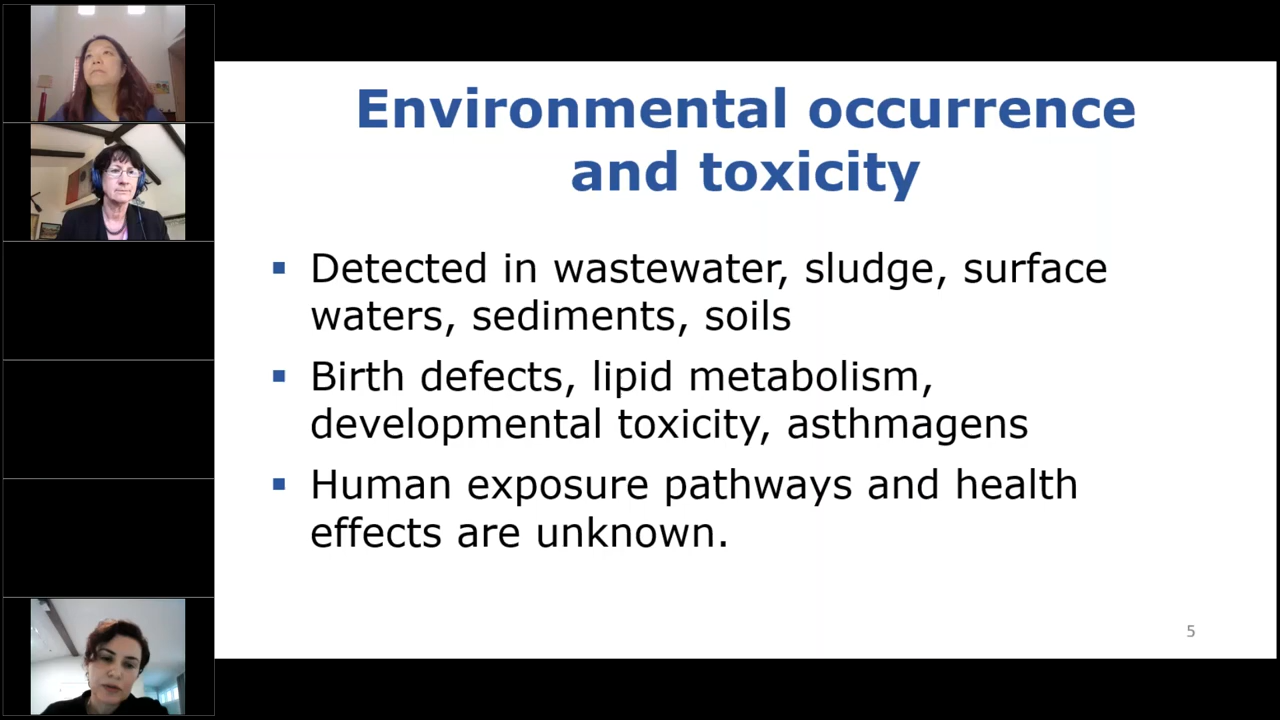 Environmental occurrence
and toxicity
▪ Detected in wastewater, sludge, surface
waters, sediments, soils
▪ Birth defects, lipid metabolism,
developmental toxicity, asthmagens
▪ Human exposure pathways and health
effects are unknown.
5